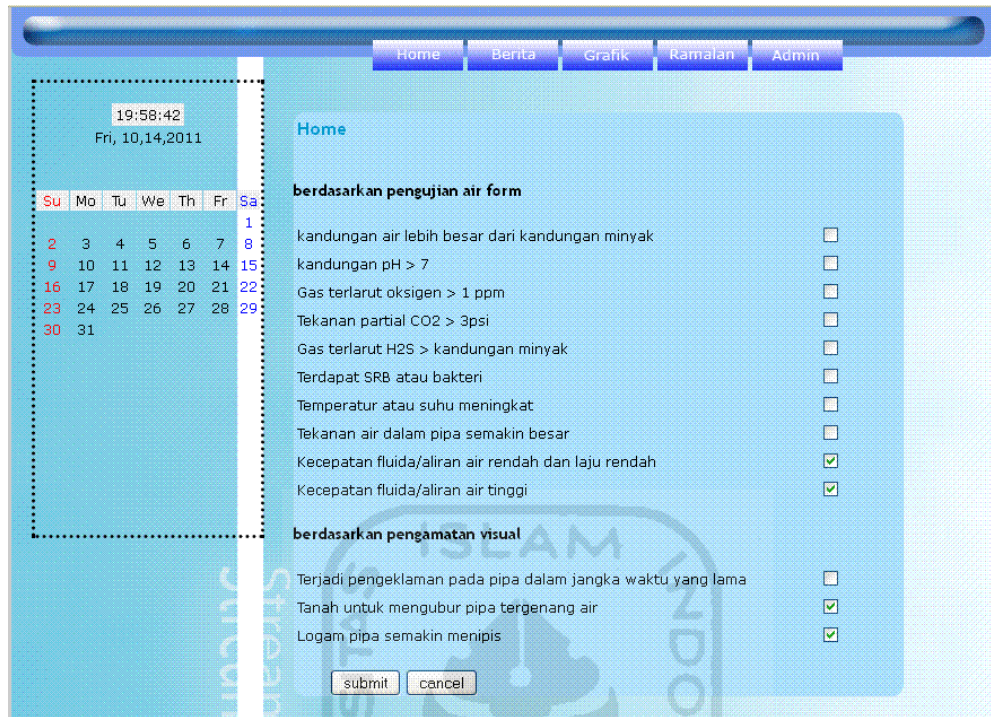 Home Berita Grafik Ramalan Admin
19:58:42
Fri, 10,14,2011
Su Mo Tu We Th Fr Sa
1
2 3 4 5 6 7 8
9 10 11 12 13 14 15
16 17 18 19 20 21 22
23 24 25 26 27 28 29
30 31
Home
berdasarkan pengujian air form
kandungan air lebih besar dari kandungan minyak
kandungan pH > 7
Gas terlarut oksigen > 1 ppm
Tekanan partial CO2 > 3psi
Gas terlarut H2S > kandungan minyak
Terdapat SRB atau bakteri
Temperatur atau suhu meningkat
Tekanan air dalam pipa semakin besar
Kecepatan fluida/aliran air rendah dan laju rendah
Kecepatan fluida/aliran air tinggi
berdasarkan pengamatan visual
Terjadi pengeklaman pada pipa dalam jangka waktu yang lama
Tanah untuk mengubur pipa tergenang air
Logam pipa semakin menipis
submit cancel
ISLAM